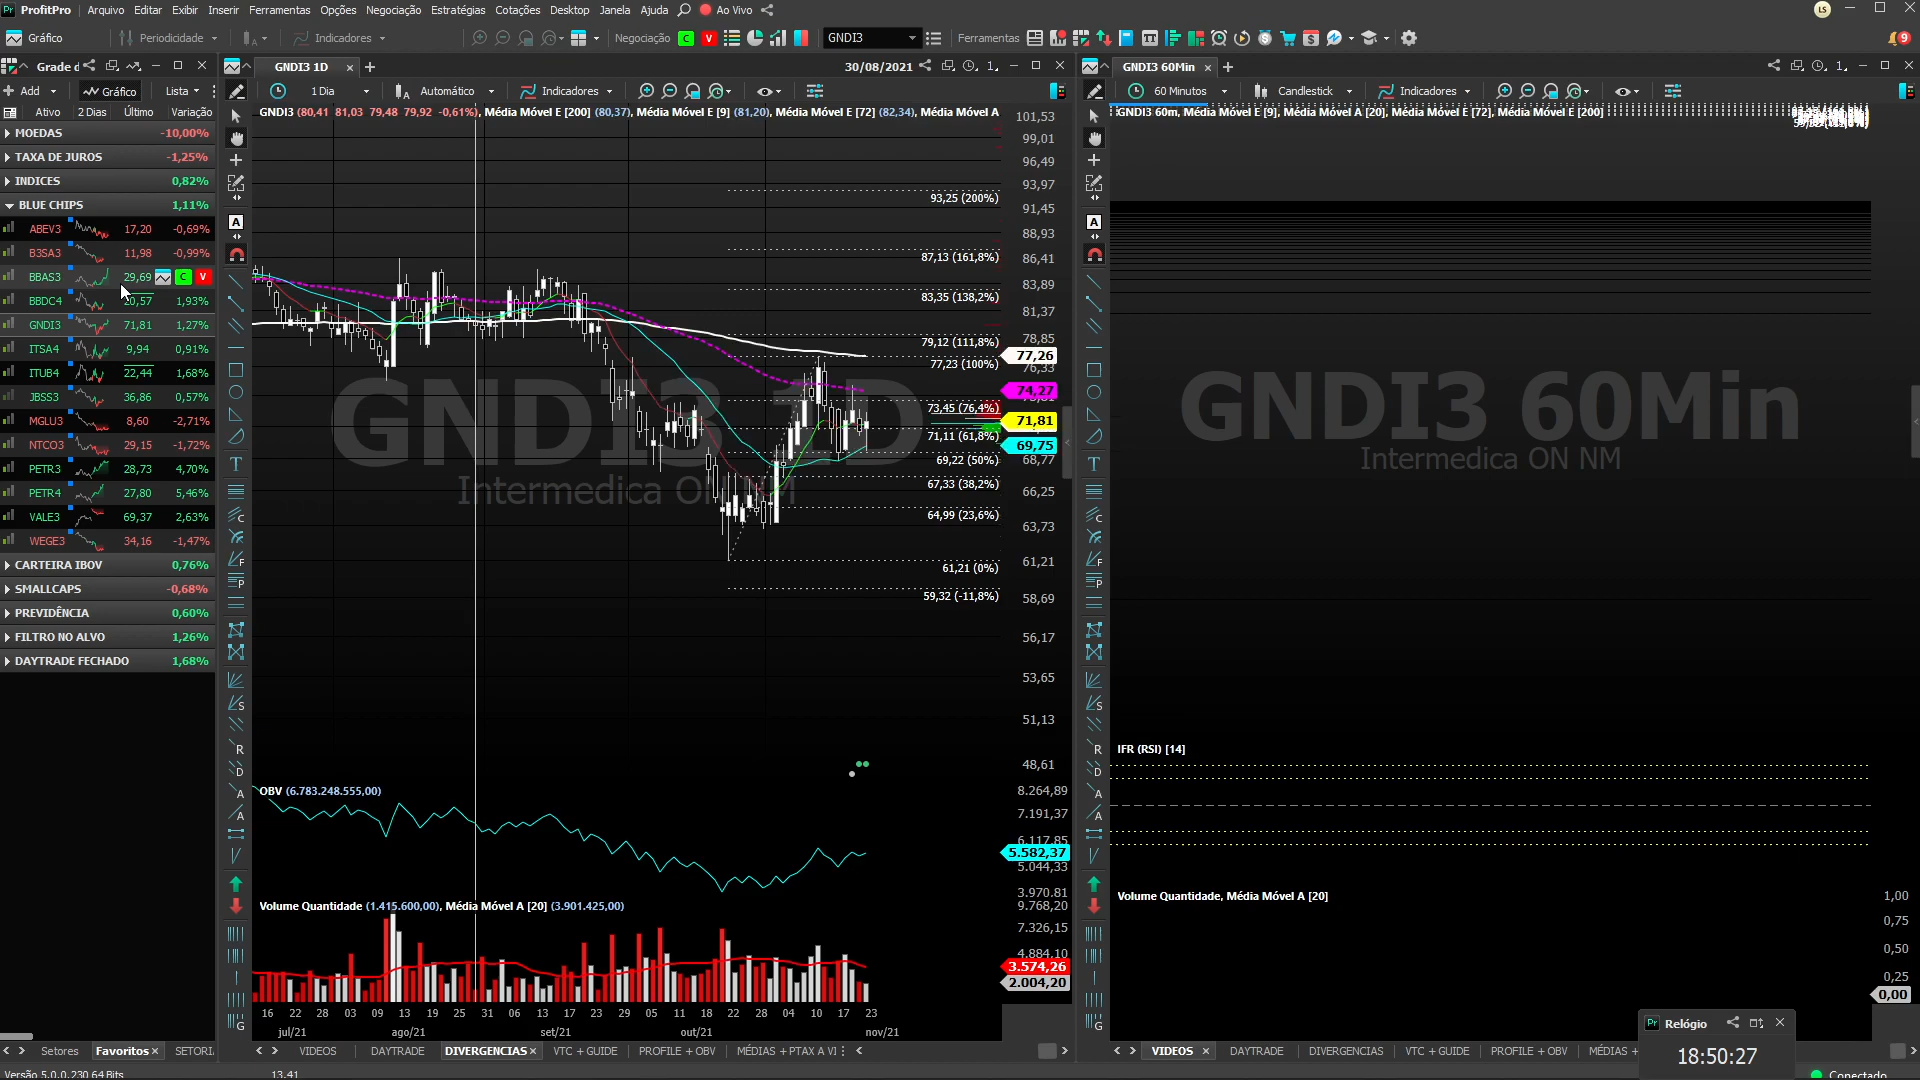 ProfitPro Arquivo Editar Exibir Inserir Ferramentas Opções Negociação Estratégias Cotações Desktop Janela Ajuda Ao Vivo LS
Gráfico Periodicidade Indicadores Negociação C V GNDI3 Ferramentas 9
Grade d
GNDI3 1D 30/08/2021 1
GNDI3 60Min 1
Add Gráfico Lista
1 Dia Automático Indicadores
60 Minutos Candlestick Indicadores
Ativo 2 Dias Último Variação
MOEDAS -10,00%
TAXA DE JUROS -1,25%
INDICES 0,82%
BLUE CHIPS 1,11%
ABEV3 17,20 -0,69%
B3SA3 11,98 -0,99%
BBAS3 29,69 C V
BBDC4 20,57 1,93%
GNDI3 71,81 1,27%
ITSA4 9,94 0,91%
ITUB4 22,44 1,68%
JBSS3 36,86 0,57%
MGLU3 8,60 -2,71%
NTCO3 29,15 -1,72%
PETR3 28,73 4,70%
PETR4 27,80 5,46%
VALE3 69,37 2,63%
WEGE3 34,16 -1,47%
CARTEIRA IBOV 0,76%
SMALLCAPS -0,68%
PREVIDÊNCIA 0,60%
FILTRO NO ALVO 1,26%
DAYTRADE FECHADO 1,68%
Setores Favoritos SETORI
GNDI3 (80,41 81,03 79,48 79,92 -0,61%), Média Móvel E [200] (80,37), Média Móvel E [9] (81,20), Média Móvel E [72] (82,34), Média Móvel A
GNDI3 1D
Intermedica ON NM
93,25 (200%)
87,13 (161,8%)
83,35 (138,2%)
79,12 (111,8%)
77,23 (100%)
73,45 (76,4%)
71,11 (61,8%)
69,22 (50%)
67,33 (38,2%)
64,99 (23,6%)
61,21 (0%)
59,32 (-11,8%)
101,53
99,01
96,49
93,97
91,45
88,93
86,41
83,89
81,37
78,85
77,26
76,33
74,27
71,81
69,75
68,77
66,25
63,73
61,21
58,69
56,17
53,65
51,13
48,61
OBV (6.783.248.555,00)
8.264,89
7.191,37
6.117,85
5.582,37
5.044,33
3.970,81
Volume Quantidade (1.415.600,00), Média Móvel A [20] (3.901.425,00)
9.768,20
7.326,15
4.884,10
3.574,26
2.004,20
16 22 28 03 09 13 19 25 31 06 13 17 23 29 05 11 18 22 28 04 10 17 23
jul/21 ago/21 set/21 out/21 nov/21
VIDEOS DAYTRADE DIVERGENCIAS VTC + GUIDE PROFILE + OBV MÉDIAS + PTAX A VI
GNDI3 60m, Média Móvel E [9], Média Móvel A [20], Média Móvel E [72], Média Móvel E [200]
GNDI3 60Min
Intermedica ON NM
IFR (RSI) [14]
Volume Quantidade, Média Móvel A [20]
1,00
0,75
0,50
0,25
0,00
Relógio
18:50:27
VIDEOS DAYTRADE DIVERGENCIAS VTC + GUIDE PROFILE + OBV MÉDIAS +
Versão 5.0.0.230 64 Bits 13,41 Conectado